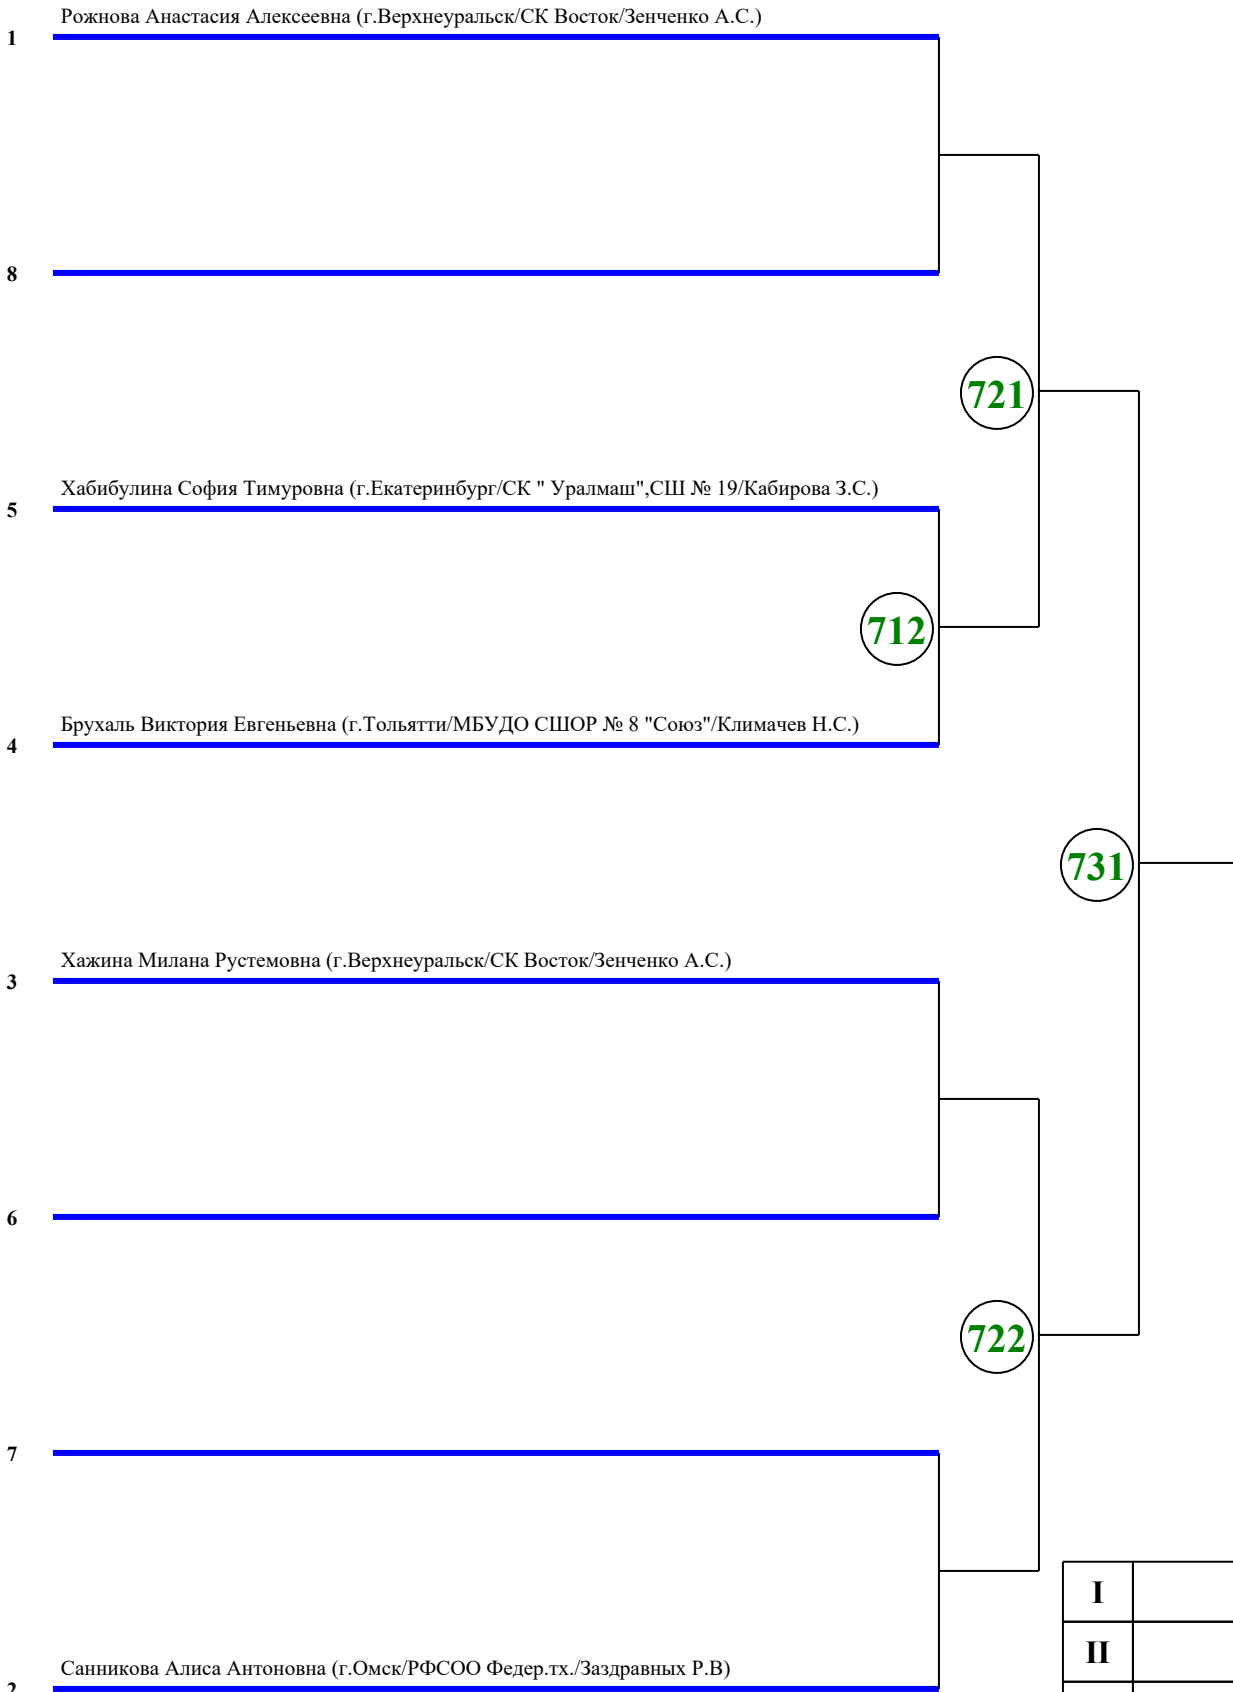 Рожнова Анастасия Алексеевна (г.Верхнеуральск/СК Восток/Зенченко А.С.)
1
8
721
Хабибулина София Тимуровна (г.Екатеринбург/СК " Уралмаш",СШ № 19/Кабирова З.С.)
5
712
Брухаль Виктория Евгеньевна (г.Тольятти/МБУДО СШОР № 8 "Союз"/Климачев Н.С.)
4
731
Хажина Милана Рустемовна (г.Верхнеуральск/СК Восток/Зенченко А.С.)
3
6
722
7
I
II
Санникова Алиса Антоновна (г.Омск/РФСОО Федер.тх./Заздравных Р.В)
2